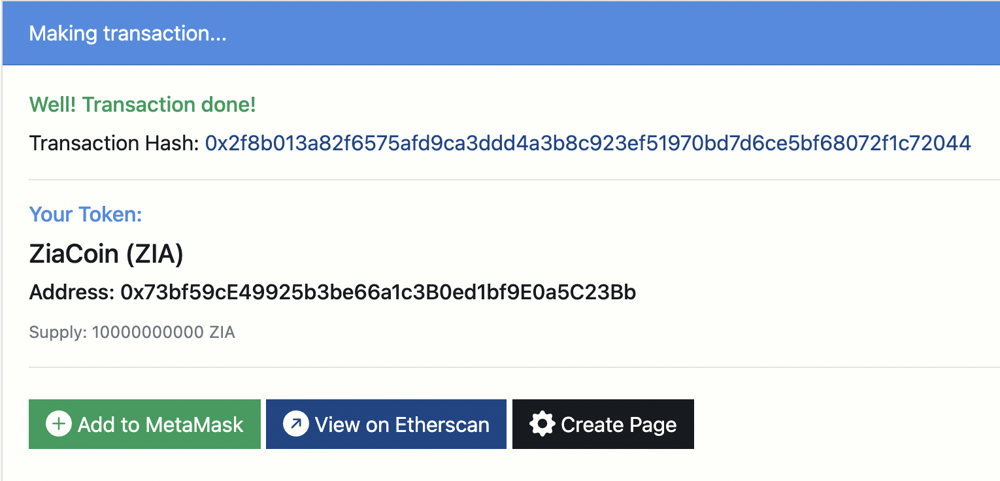 Making transaction...
Well! Transaction done!
Transaction Hash: 0x2f8b013a82f6575afd9ca3ddd4a3b8c923ef51970bd7d6ce5bf68072f1c72044
Your Token:
ZiaCoin (ZIA)
Address: 0x73bf59cE49925b3be66a1c3B0ed1bf9E0a5C23Bb
Supply: 10000000000 ZIA
Add to MetaMask View on Etherscan Create Page